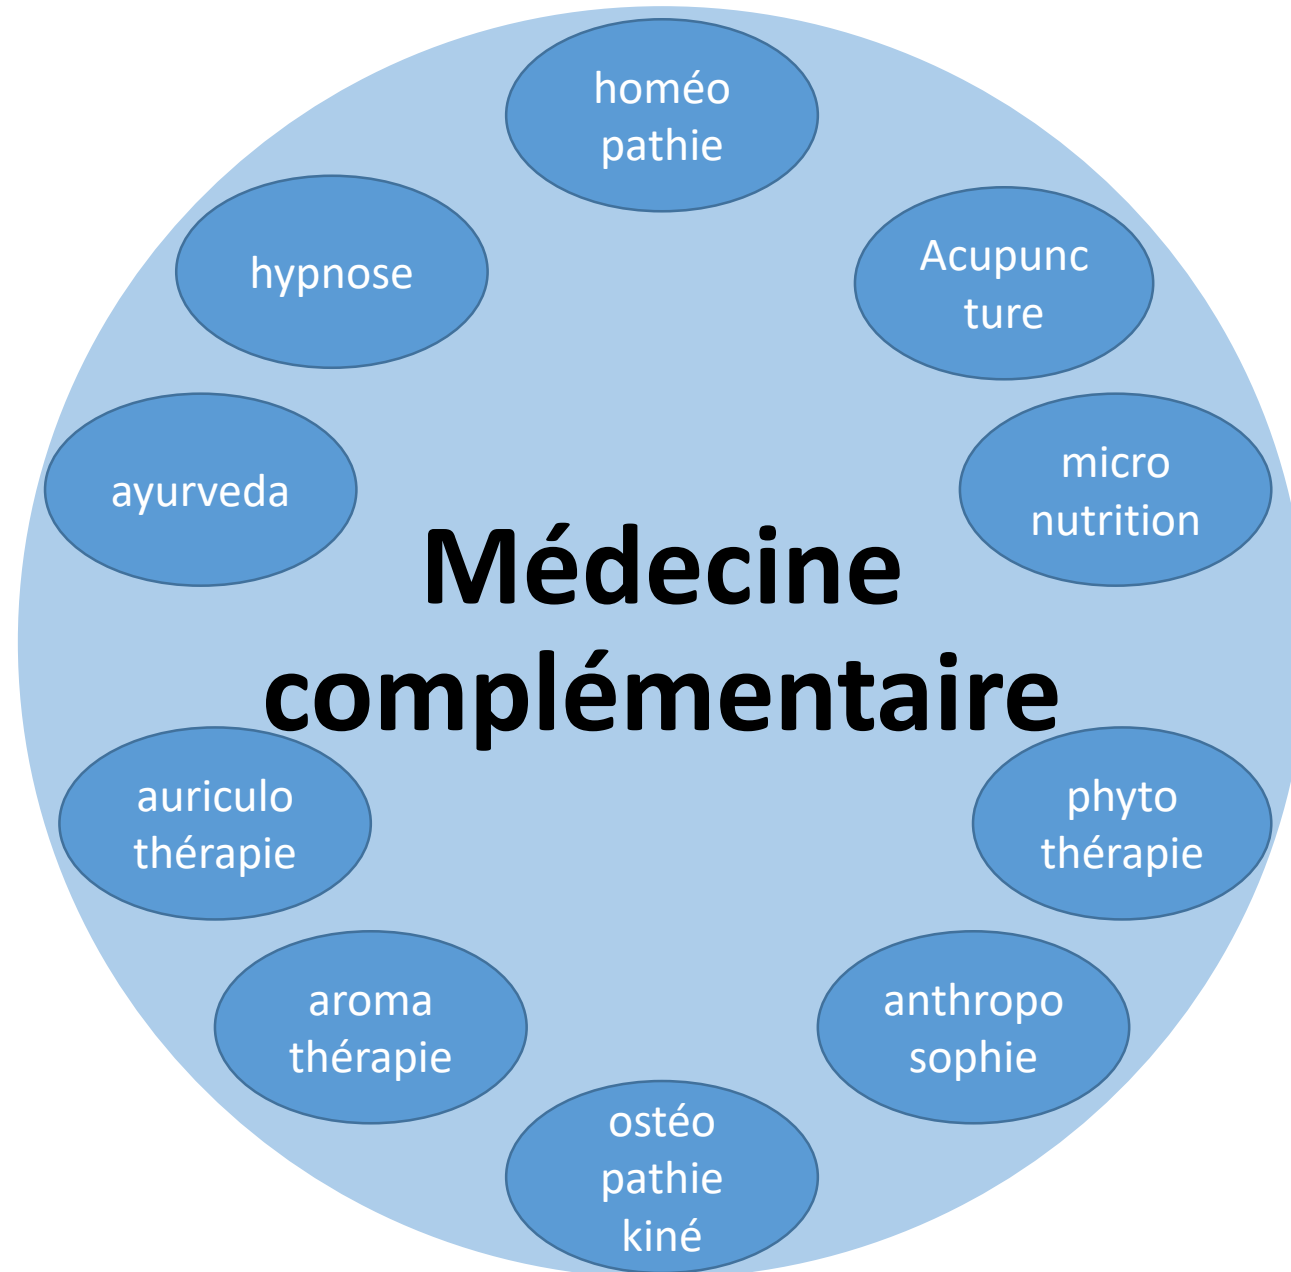 homéo
pathie
hypnose
Acupunc
ture
ayurveda
micro
nutrition
Médecine
complémentaire
auriculo
thérapie
phyto
thérapie
aroma
thérapie
anthropo
sophie
ostéo
pathie
kiné